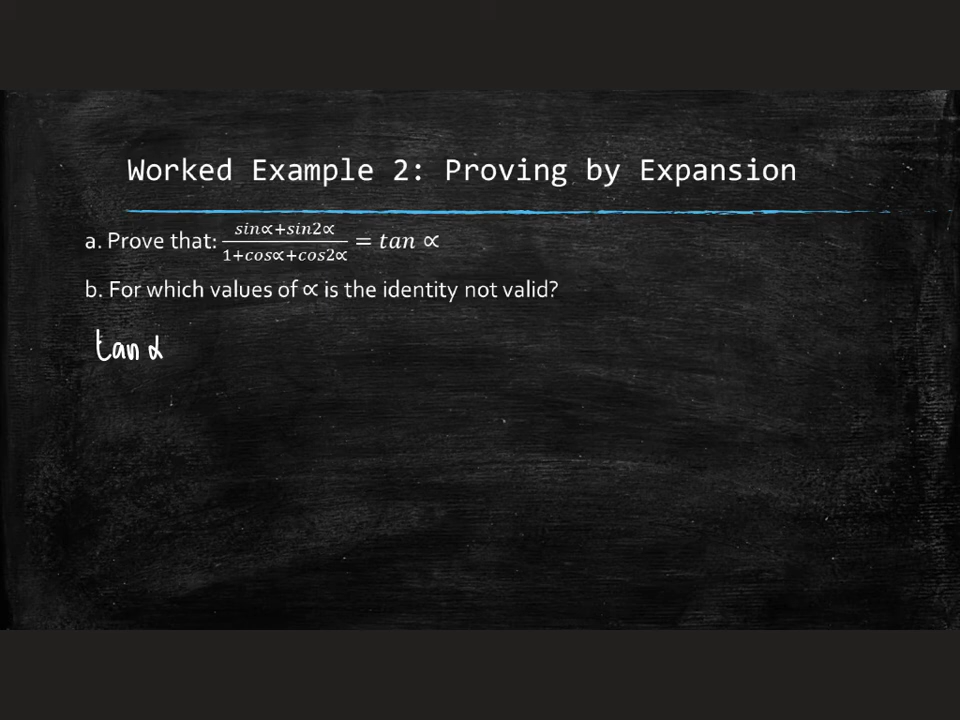 Worked Example 2: Proving by Expansion
a. Prove that: (sin∝+sin2∝)/(1+cos∝+cos2∝) = tan ∝
b. For which values of ∝ is the identity not valid?
tan α